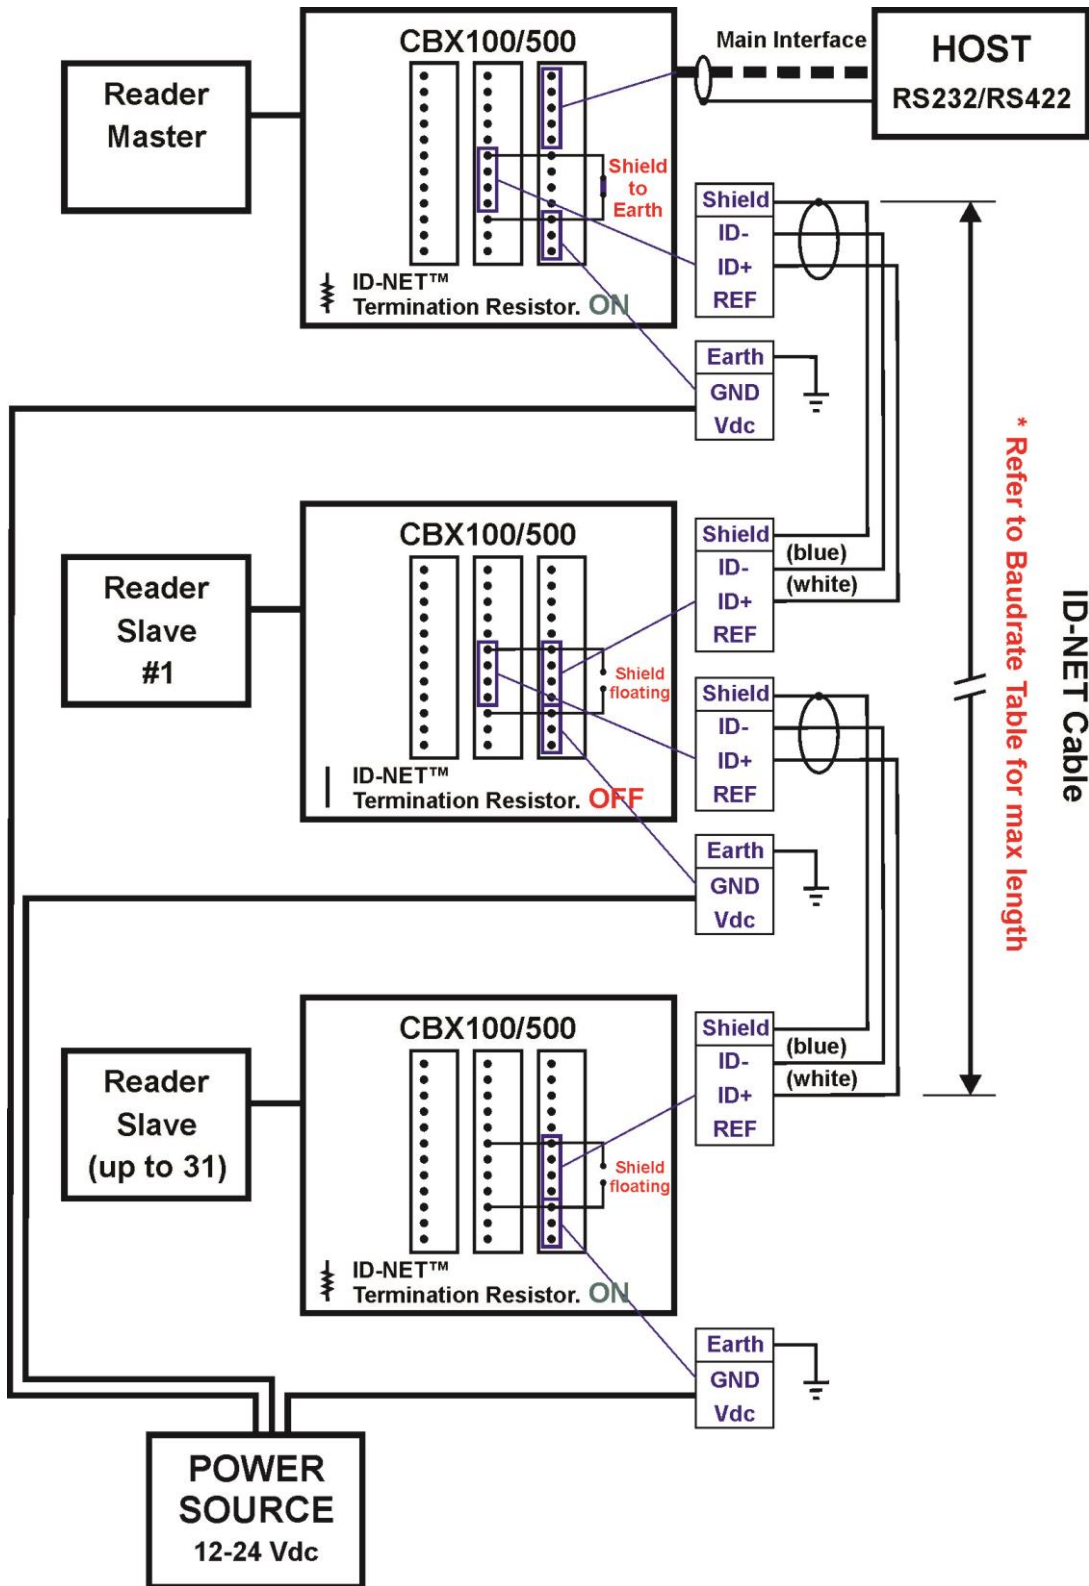 CBX100/500
Main Interface
HOST
RS232/RS422
Reader
Master
Shield
to
Earth
ID-NET™
Termination Resistor. ON
Shield
ID-
ID+
REF
Earth
GND
Vdc
CBX100/500
Reader
Slave
#1
Shield
floating
ID-NET™
Termination Resistor. OFF
Shield
(blue)
ID-
(white)
ID+
REF
Shield
ID-
ID+
REF
Earth
GND
Vdc
* Refer to Baudrate Table for max length
ID-NET Cable
CBX100/500
Reader
Slave
(up to 31)
Shield
floating
ID-NET™
Termination Resistor. ON
Shield
(blue)
ID-
(white)
ID+
REF
Earth
GND
Vdc
POWER
SOURCE
12-24 Vdc